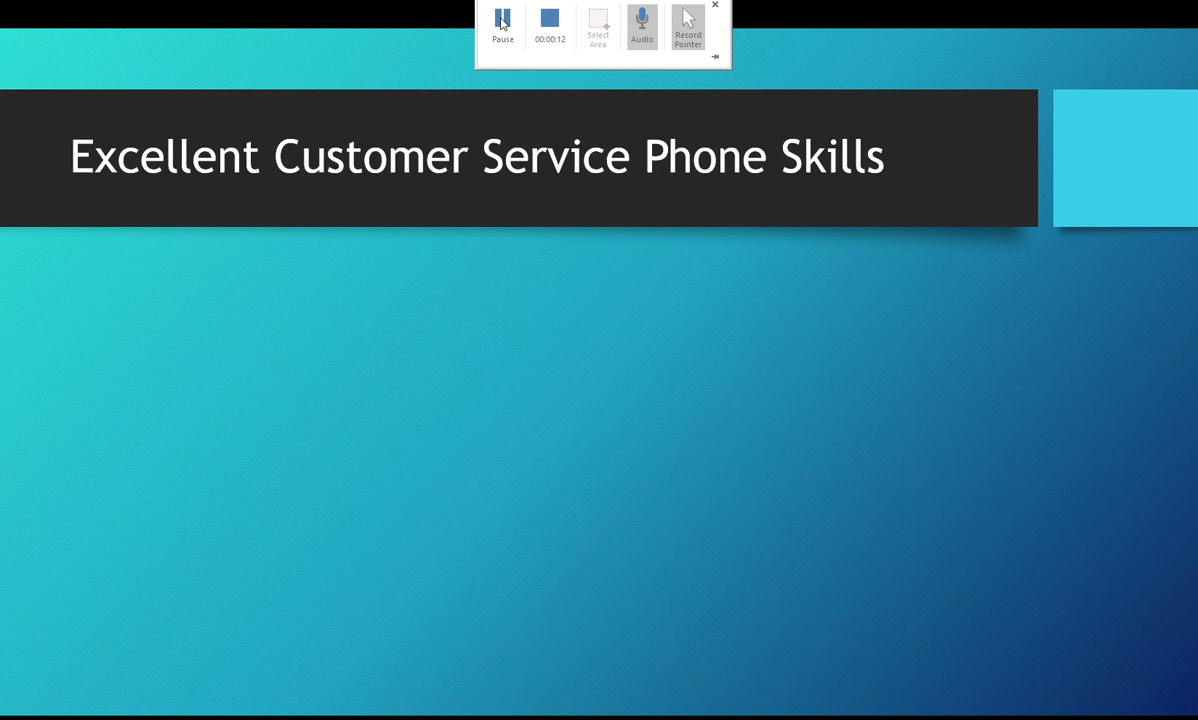 Pause
00:00:12
Select
Area
Audio
Record
Pointer
Excellent Customer Service Phone Skills